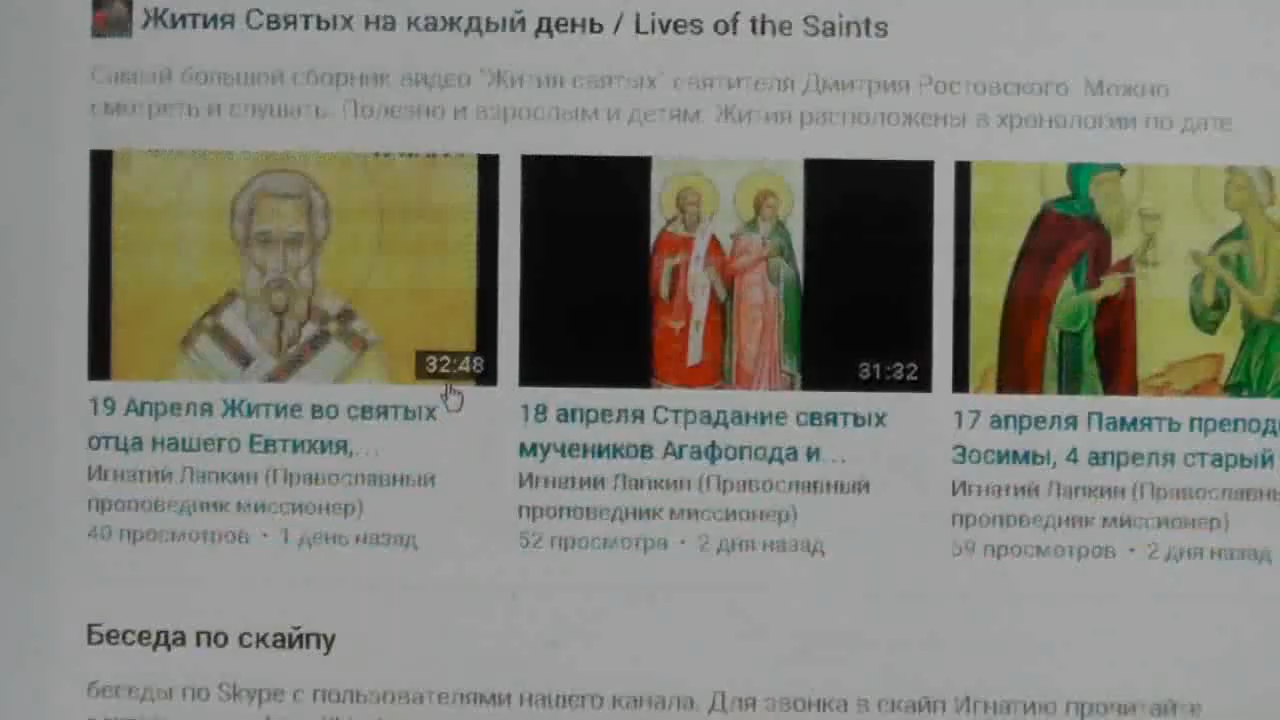 Жития Святых на каждый день / Lives of the Saints
Самый большой сборник видео "Жития святых" святителя Дмитрия Ростовского. Можно
смотреть и слушать. Полезно и взрослым и детям. Жития расположены в хронологии по дате
32:48
31:32
19 Апреля Житие во святых
отца нашего Евтихия,...
Игнатий Лапкин (Православный
проповедник миссионер)
40 просмотров • 1 день назад
18 апреля Страдание святых
мучеников Агафопода и...
Игнатий Лапкин (Православный
проповедник миссионер)
52 просмотра • 2 дня назад
17 апреля Память препод
Зосимы, 4 апреля старый
Игнатий Лапкин (Православны
проповедник миссионер)
59 просмотров • 2 дня назад
Беседа по скайпу
беседы по Skype с пользователями нашего канала. Для звонка в скайп Игнатию прочитайте